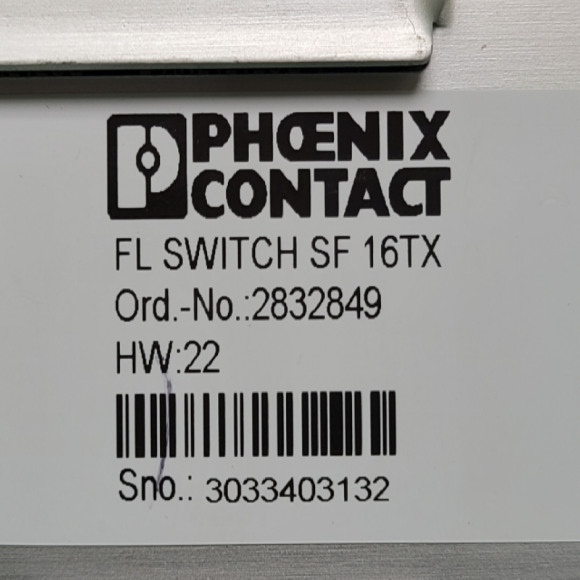 PHŒNIX
CONTACT
FL SWITCH SF 16TX
Ord.-No.:2832849
HW:22
Sno.: 3033403132